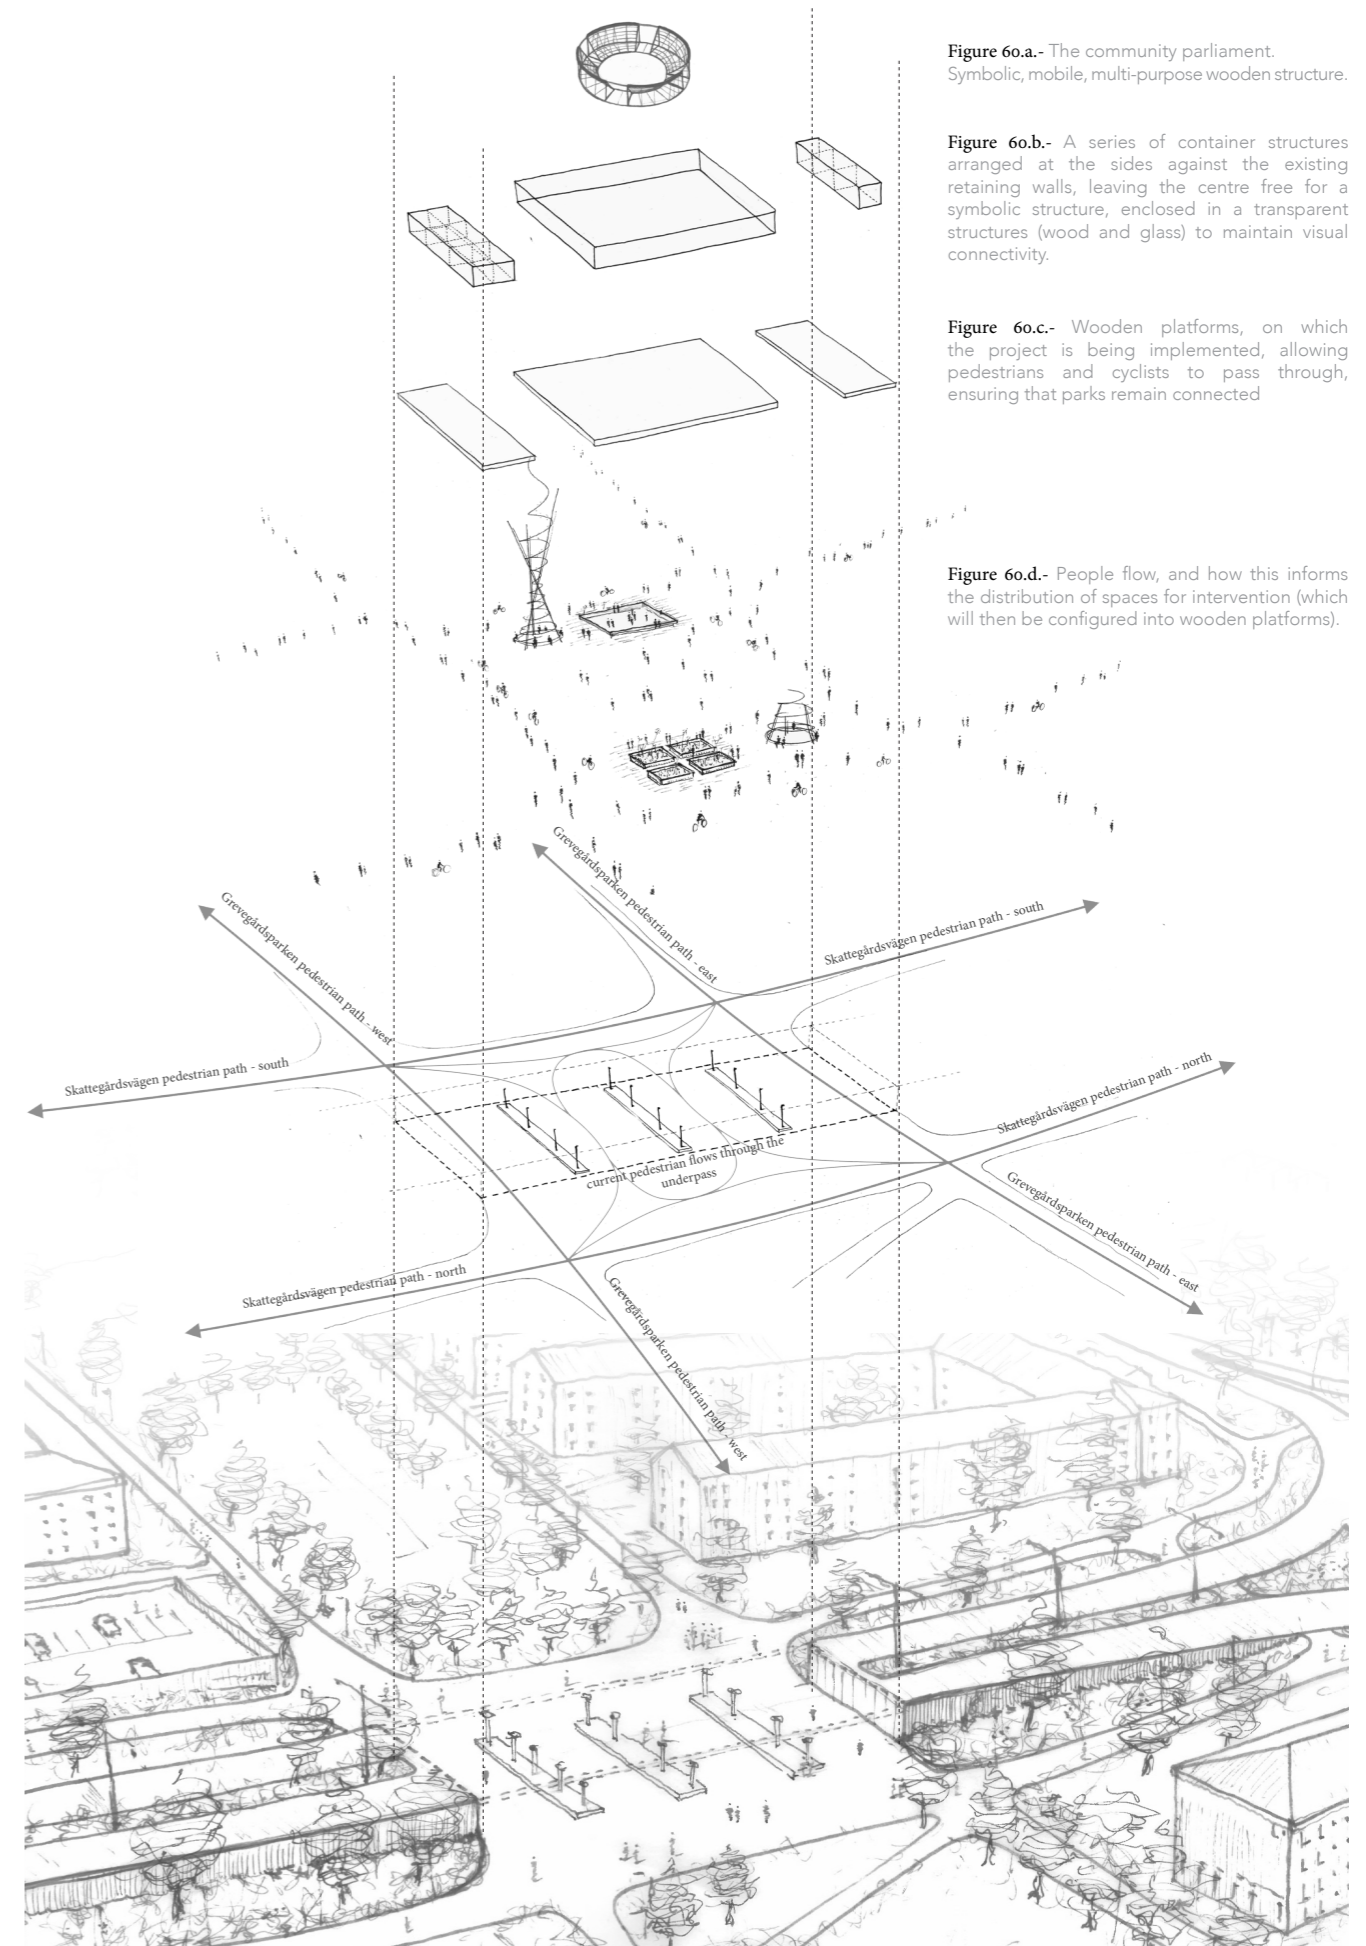 Figure 60.a.- The community parliament.
Symbolic, mobile, multi-purpose wooden structure.
Figure 60.b.- A series of container structures
arranged at the sides against the existing
retaining walls, leaving the centre free for a
symbolic structure, enclosed in a transparent
structures (wood and glass) to maintain visual
connectivity.
Figure 60.c.- Wooden platforms, on which
the project is being implemented, allowing
pedestrians and cyclists to pass through,
ensuring that parks remain connected
Figure 60.d.- People flow, and how this informs
the distribution of spaces for intervention (which
will then be configured into wooden platforms).
Grevegårdsparken pedestrian path - east
Grevegårdsparken pedestrian path - west
Skattegårdsvägen pedestrian path - south
Skattegårdsvägen pedestrian path - south
Skattegårdsvägen pedestrian path - north
current pedestrian flows through the
underpass
Grevegårdsparken pedestrian path - east
Skattegårdsvägen pedestrian path - north
Grevegårdsparken pedestrian path - west